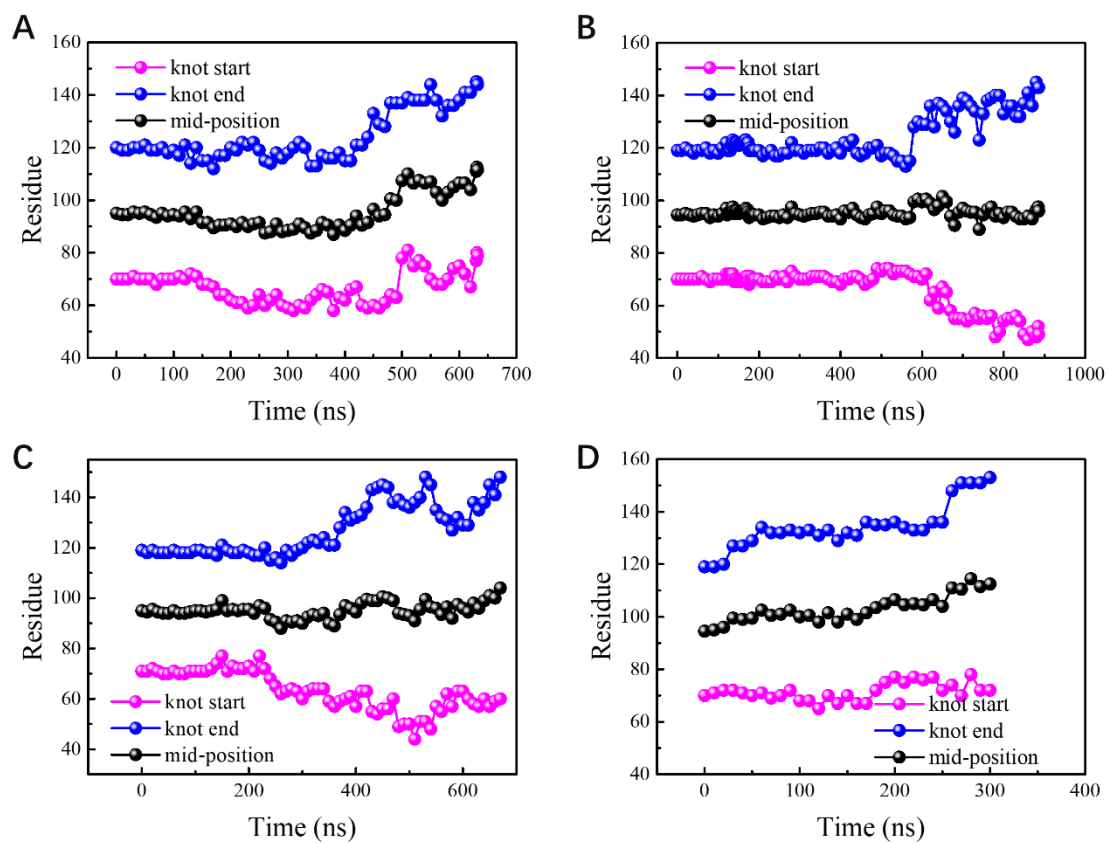 A
160
140
120
100
80
60
40
Residue
knot start
knot end
mid-position
0
100
200
300
400
500
600
700
Time (ns)
B
160
140
120
100
80
60
40
Residue
knot start
knot end
mid-position
0
200
400
600
800
1000
Time (ns)
C
140
120
100
80
60
40
Residue
knot start
knot end
mid-position
0
200
400
600
Time (ns)
D
160
140
120
100
80
60
40
Residue
knot start
knot end
mid-position
0
100
200
300
400
Time (ns)